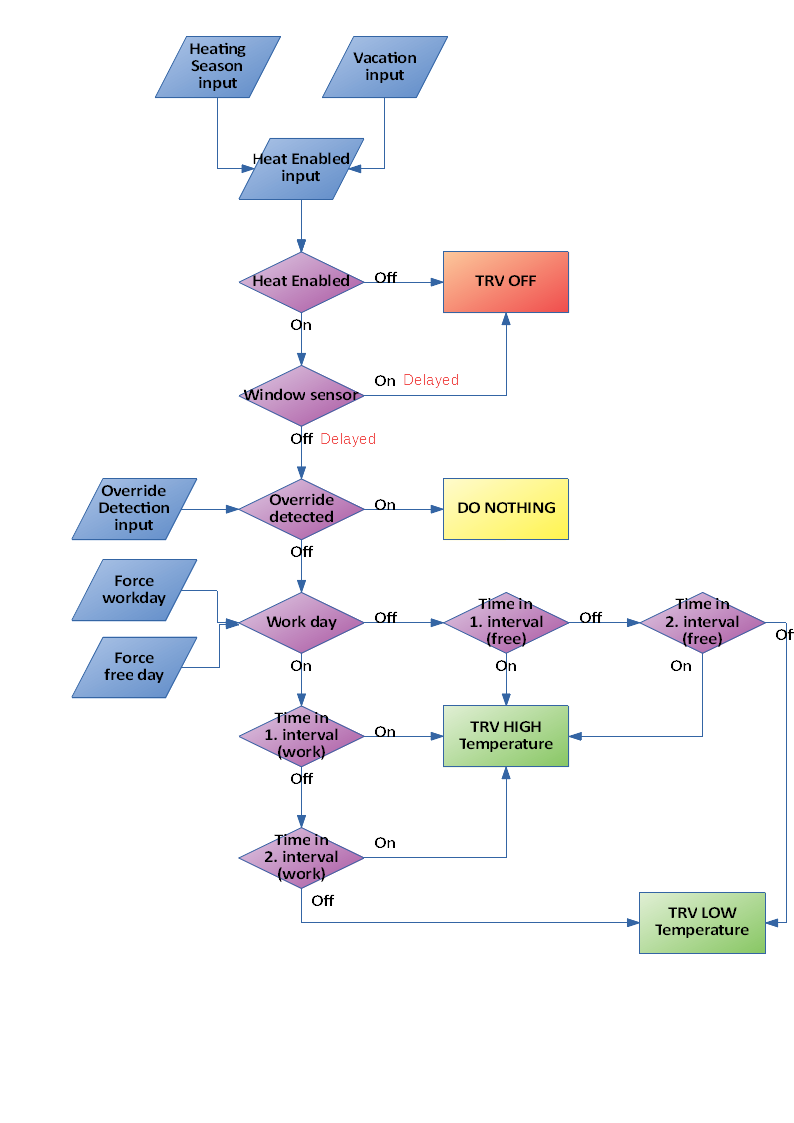 Heating
Season
input
Vacation
input
Heat Enabled
input
Heat Enabled
Off
TRV OFF
On
Window sensor
On Delayed
Off Delayed
Override
Detection
input
Override
detected
On
DO NOTHING
Off
Force
workday
Work day
Off
Time in
1. interval
(free)
Off
Time in
2. interval
(free)
Of
Force
free day
On
On
On
Time in
1. interval
(work)
On
TRV HIGH
Temperature
Off
Time in
2. interval
(work)
On
Off
TRV LOW
Temperature